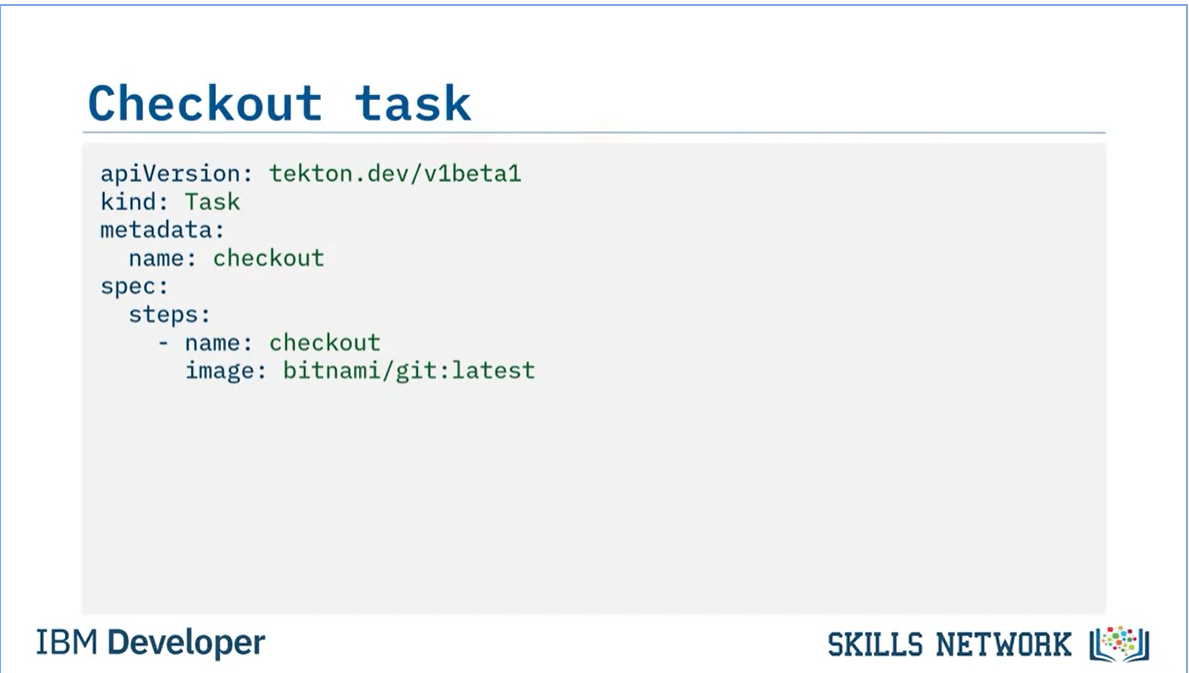 Checkout task
apiVersion: tekton.dev/v1beta1
kind: Task
metadata:
  name: checkout
spec:
  steps:
    - name: checkout
      image: bitnami/git:latest
IBM Developer
SKILLS NETWORK